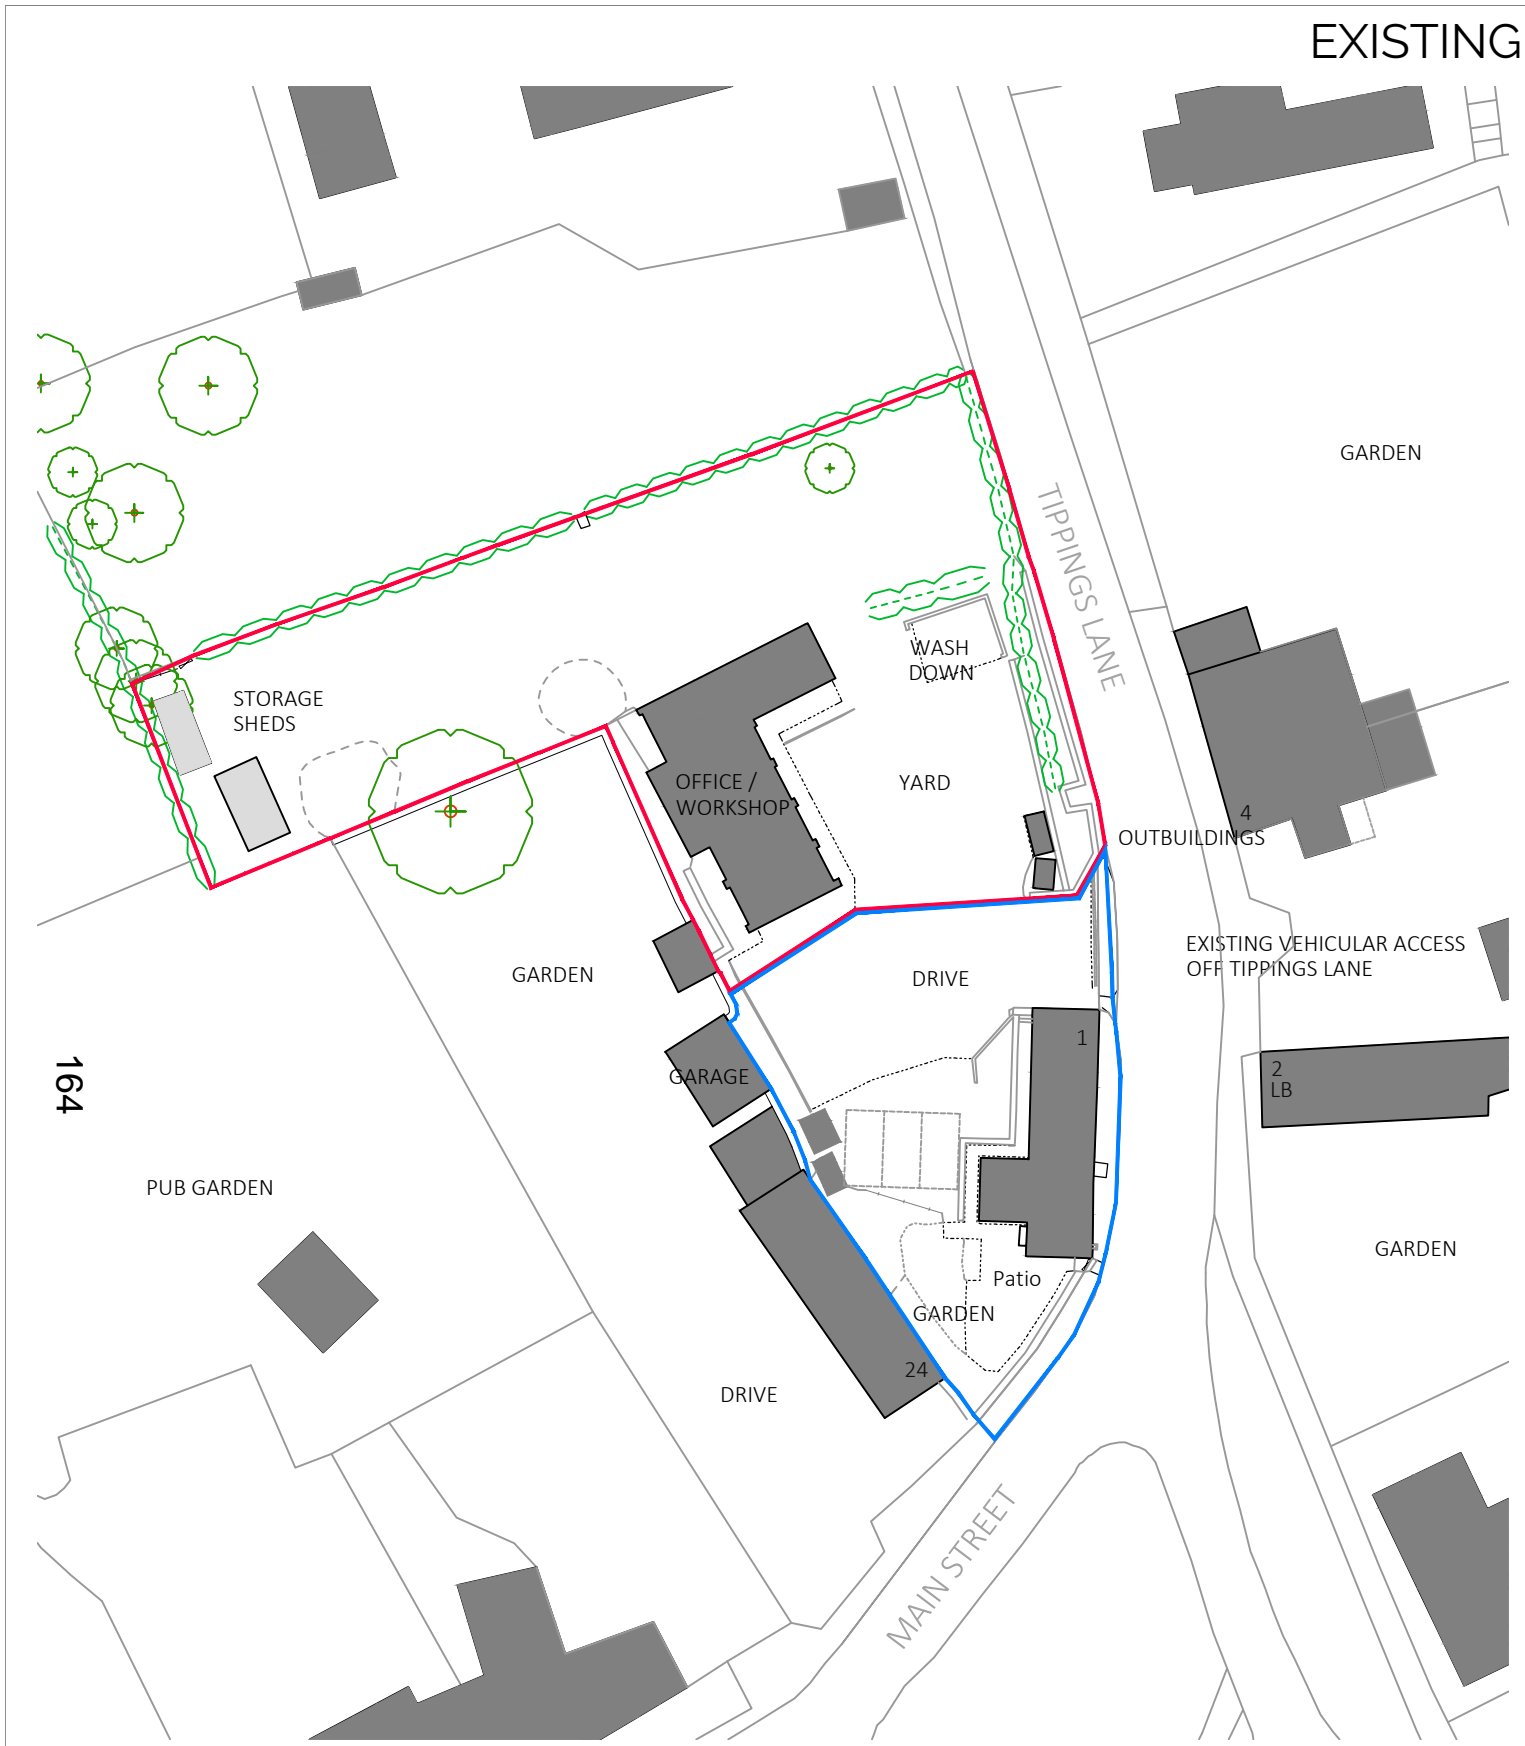 EXISTING
GARDEN
TIPPINGS LANE
WASH
DOWN
STORAGE
SHEDS
OFFICE /
WORKSHOP
YARD
4
OUTBUILDINGS
EXISTING VEHICULAR ACCESS
OFF TIPPINGS LANE
GARDEN
DRIVE
1
2
LB
GARAGE
164
PUB GARDEN
GARDEN
Patio
GARDEN
24
DRIVE
MAIN STREET